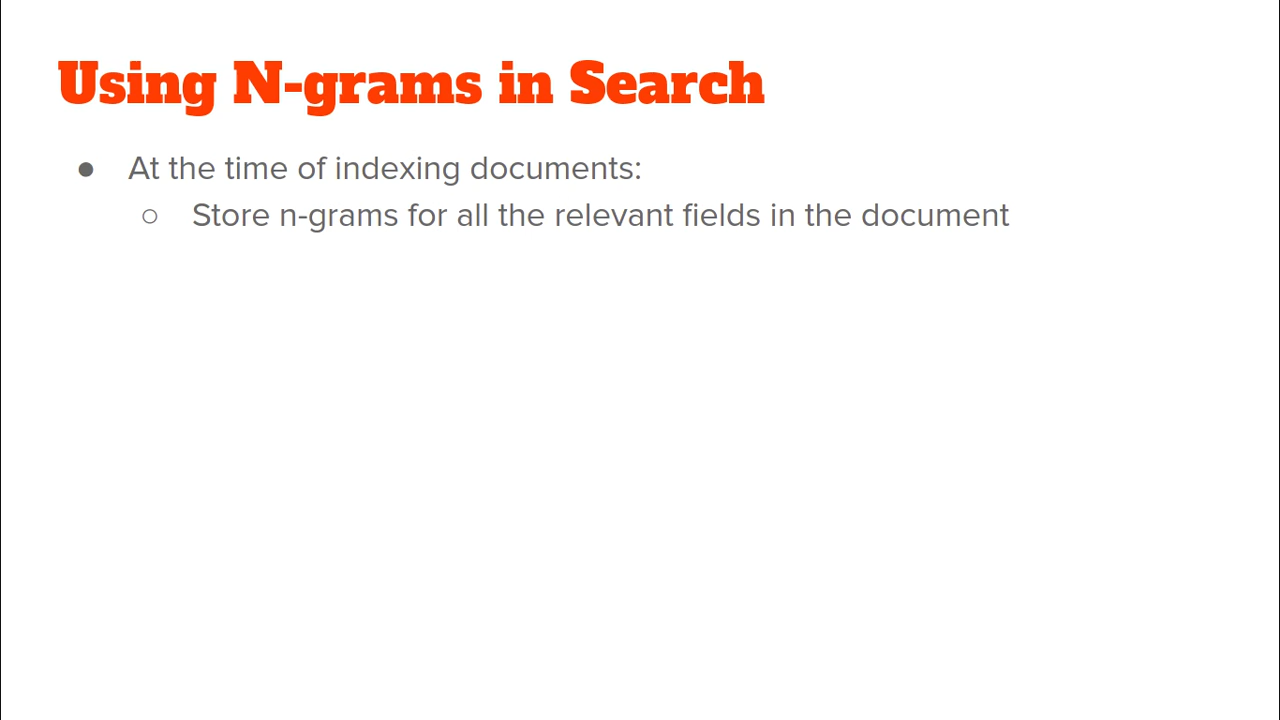 Using N-grams in Search
● At the time of indexing documents:
○ Store n-grams for all the relevant fields in the document